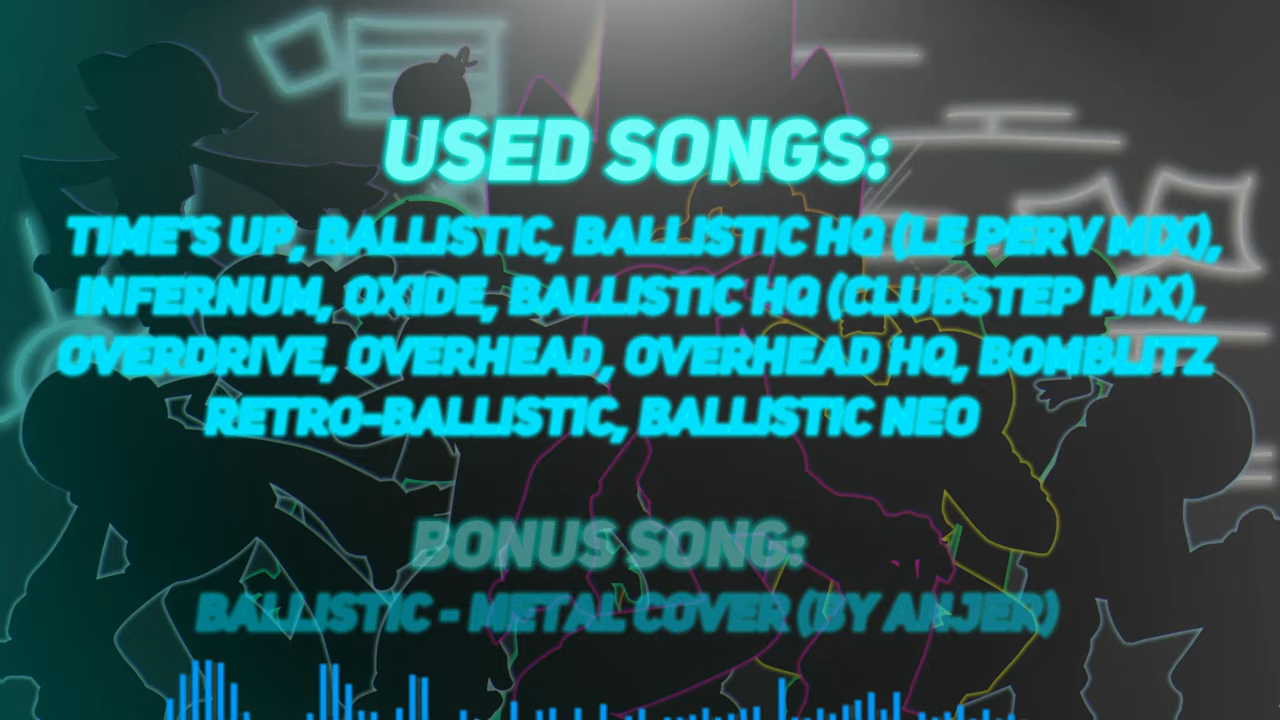 USED SONGS:
TIME'S UP, BALLISTIC, BALLISTIC HQ (LE PERV MIX),
INFERNUM, OXIDE, BALLISTIC HQ (CLUBSTEP MIX),
OVERDRIVE, OVERHEAD, OVERHEAD HQ, BOMBLITZ
RETRO-BALLISTIC, BALLISTIC NEO
BONUS SONG:
BALLISTIC - METAL COVER (BY ANJER)